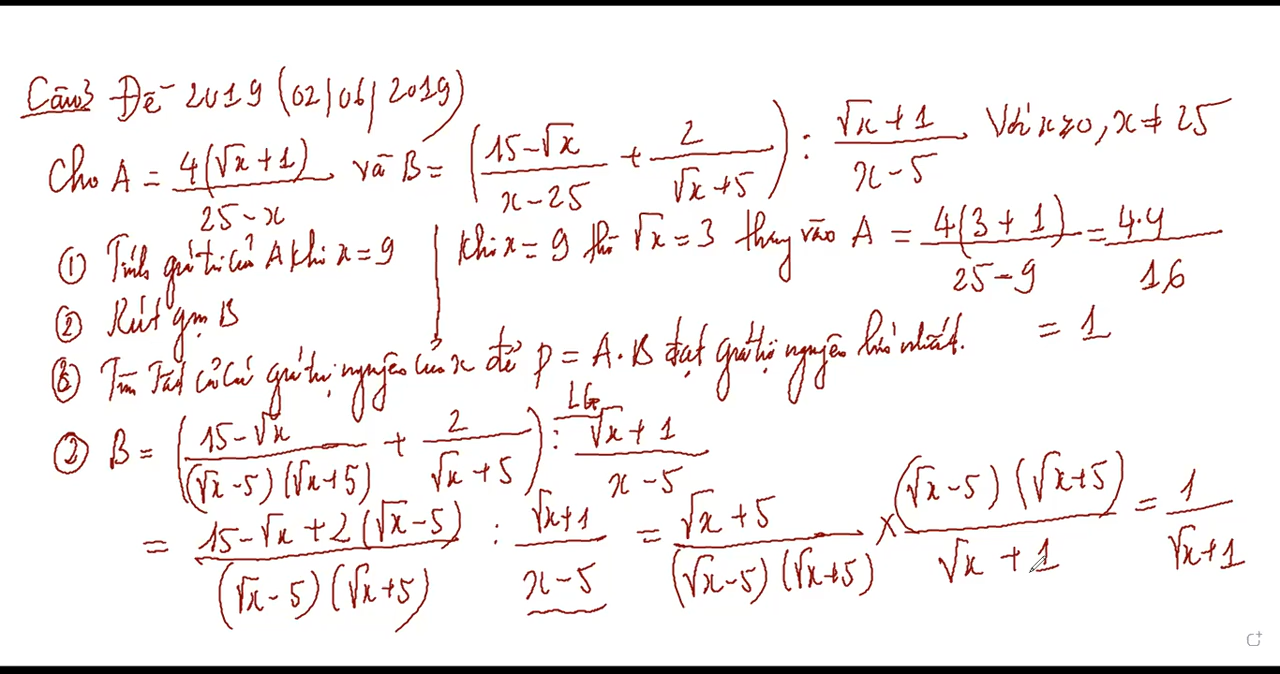 Câu3 Đề 2019 (02/06/2019)
Cho A = 4(√x+1)/(25-x) và B = ((15-√x)/(x-25) + 2/(√x+5)) : (√x+1)/(x-5) Với x≥0, x≠25
① Tính giá trị của A khi x=9
Khi x=9 thì √x=3 thay vào A = 4(3+1)/(25-9) = 4.4/16
= 1
② Rút gọn B
③ Tìm tất cả các giá trị nguyên của x để P = A.B đạt giá trị nguyên lớn nhất.
LG
② B = ((15-√x)/((√x-5)(√x+5)) + 2/(√x+5)) : (√x+1)/(x-5)
= (15-√x+2(√x-5))/((√x-5)(√x+5)) : (√x+1)/(x-5) = (√x+5)/((√x-5)(√x+5)) × ((√x-5)(√x+5))/(√x+1) = 1/(√x+1)